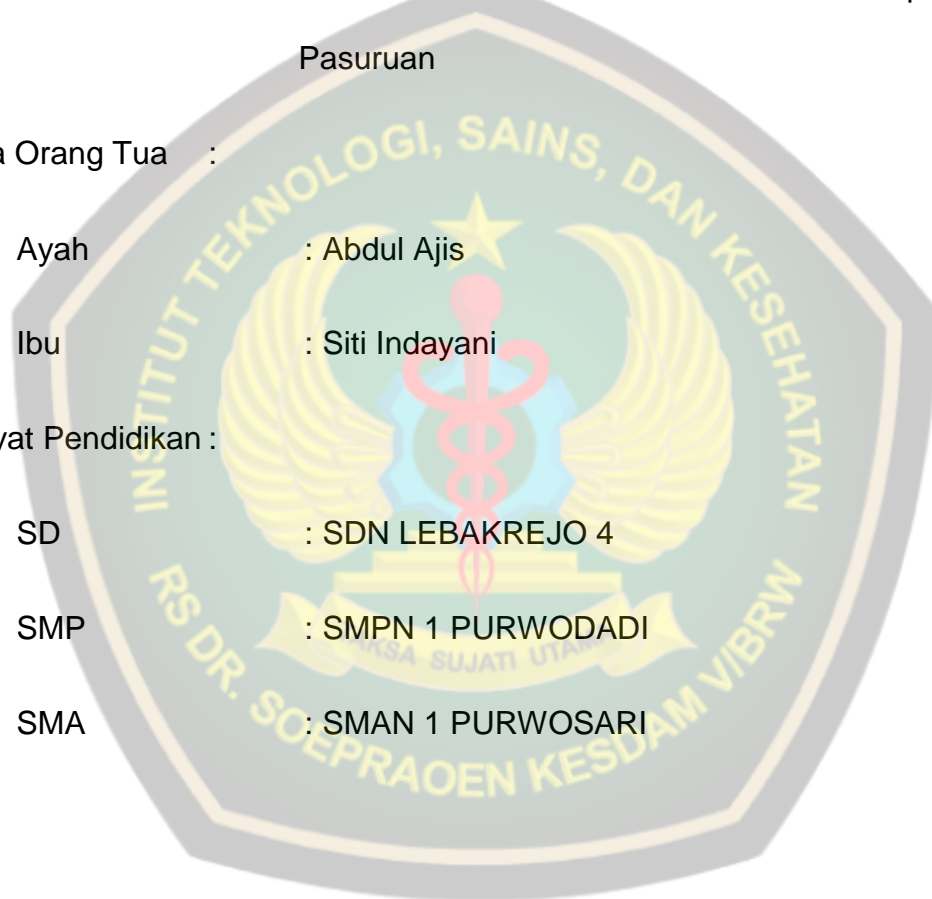 Pasuruan
a Orang Tua :
Ayah : Abdul Ajis
Ibu : Siti Indayani
yat Pendidikan :
SD : SDN LEBAKREJO 4
SMP : SMPN 1 PURWODADI
SMA : SMAN 1 PURWOSARI
INSTITUT TEKNOLOGI, SAINS, DAN KESEHATAN
RS DR. SOEPRAOEN KESDAM V/BRW
SUJATI